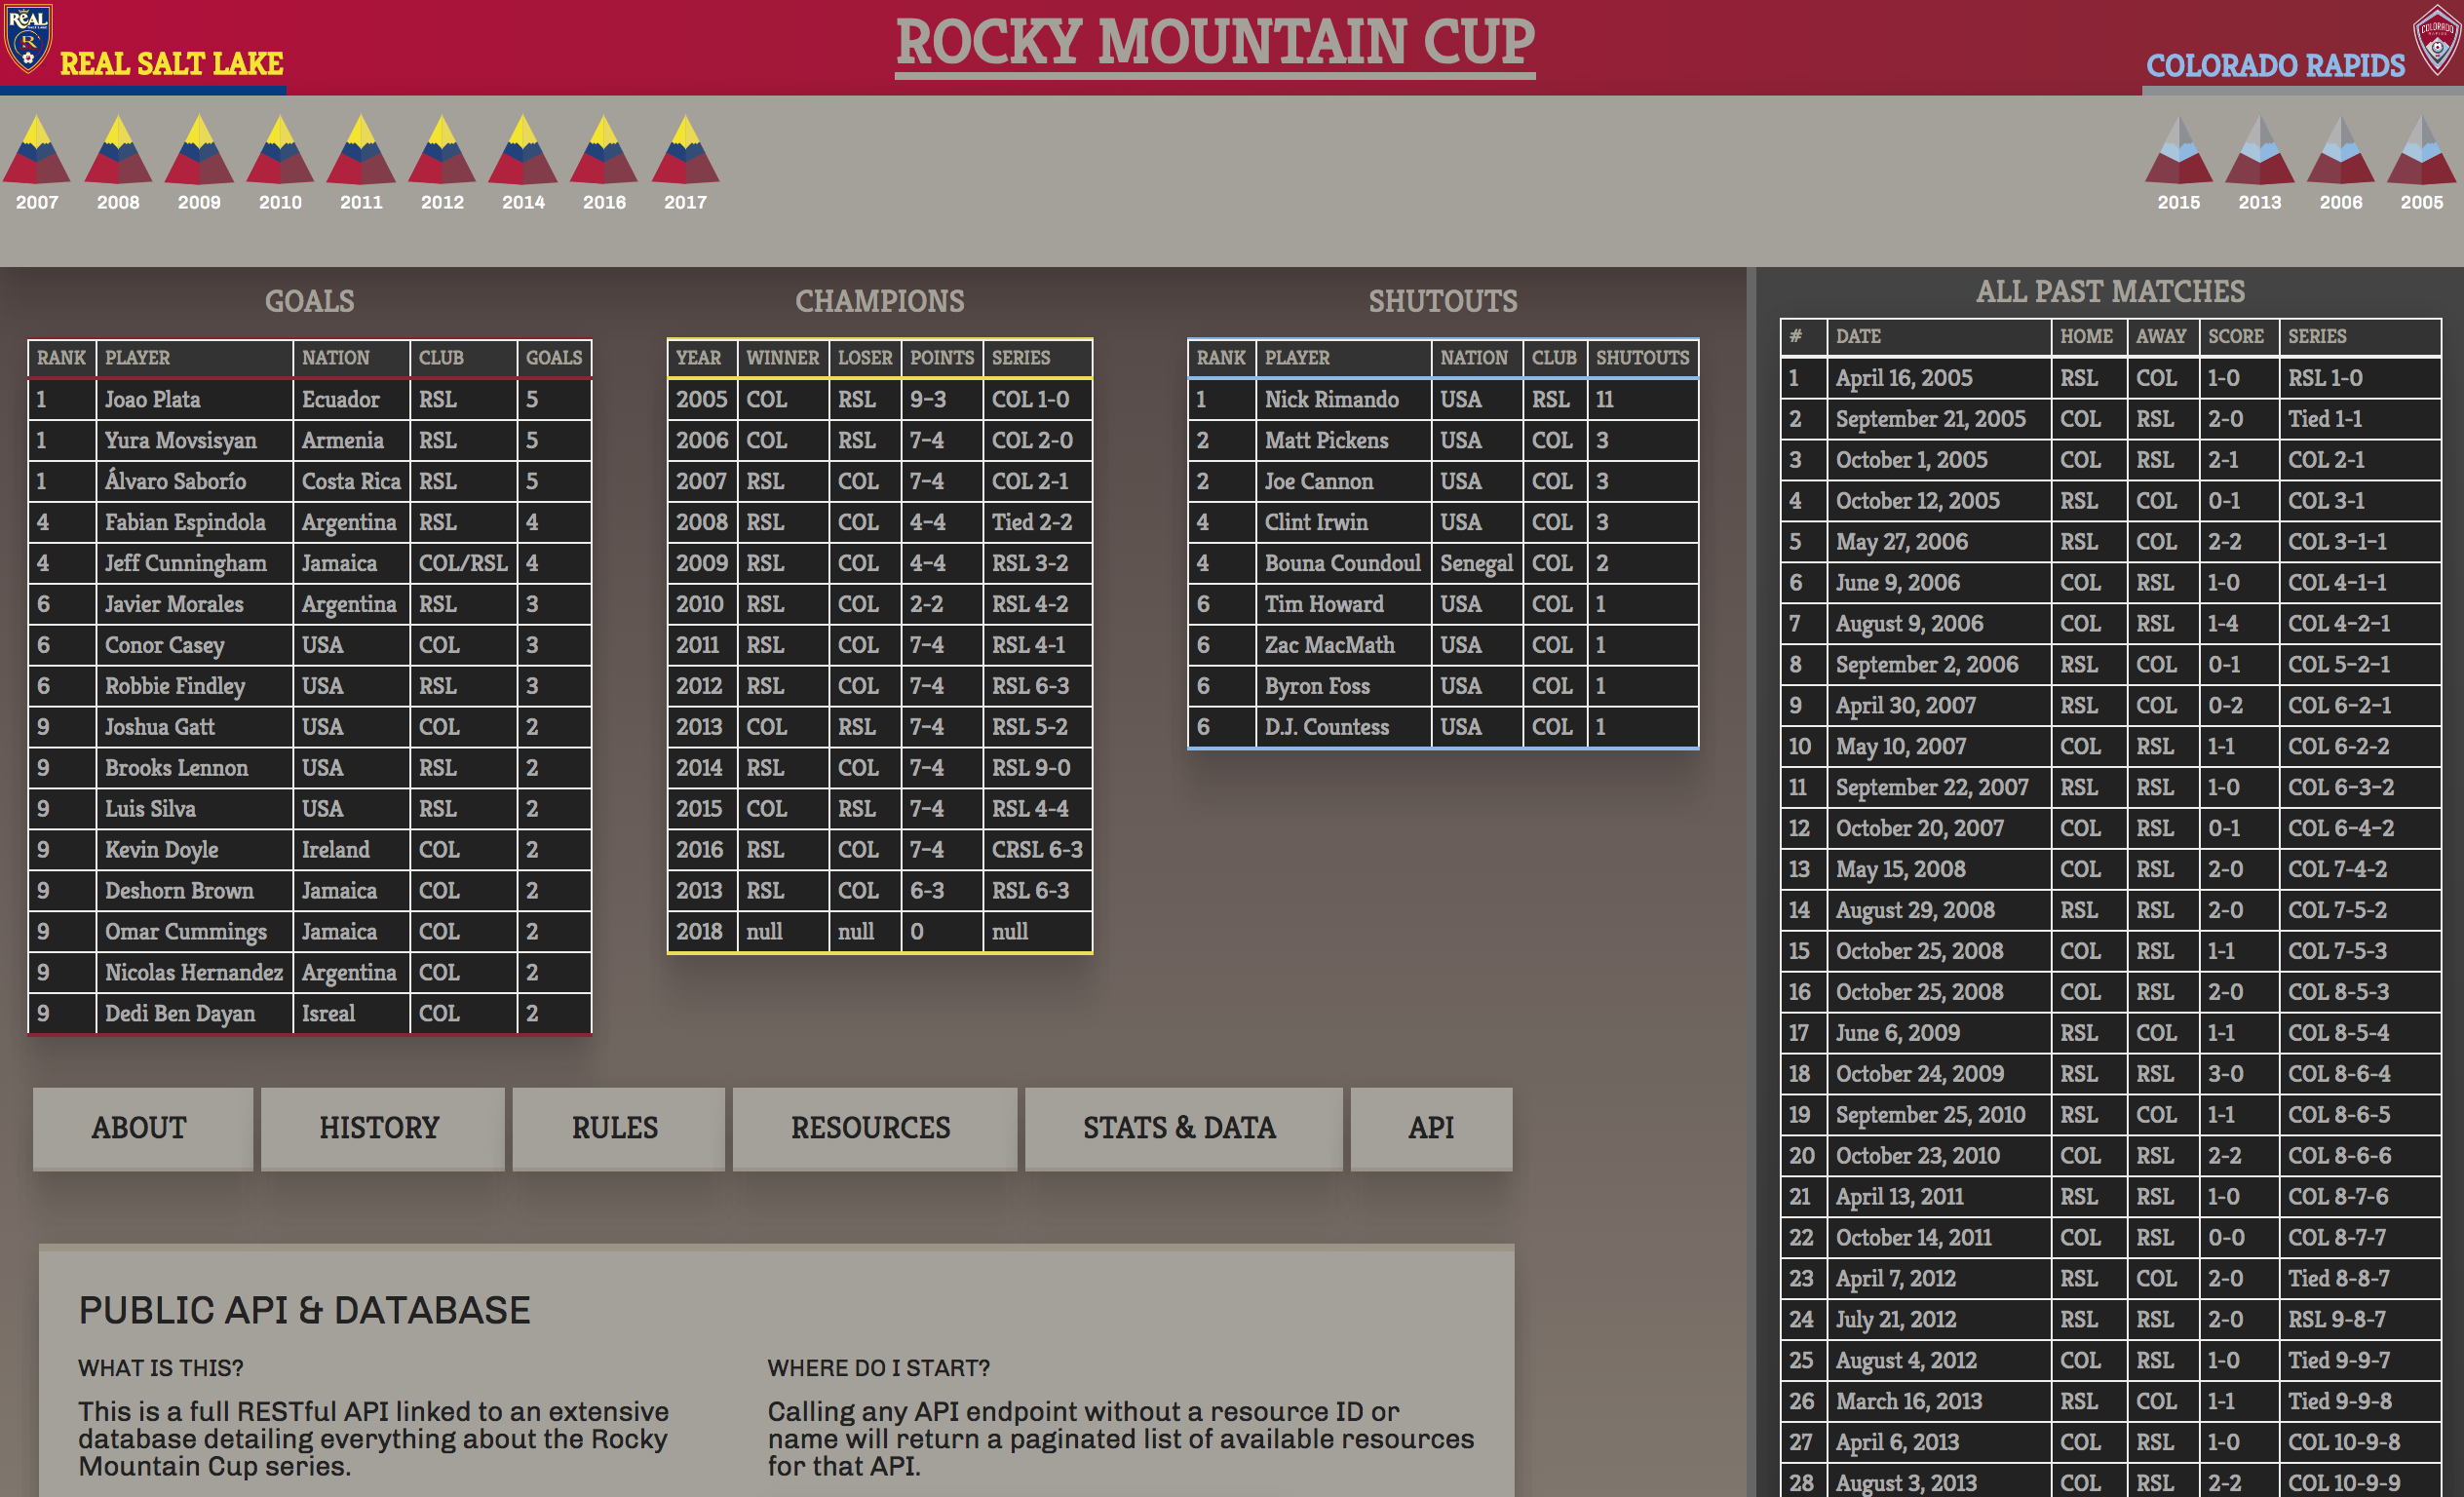 REAL SALT LAKE
ROCKY MOUNTAIN CUP
COLORADO RAPIDS
2007 2008 2009 2010 2011 2012 2014 2016 2017
2015 2013 2006 2005
GOALS
RANK PLAYER NATION CLUB GOALS
1 Joao Plata Ecuador RSL 5
1 Yura Movsisyan Armenia RSL 5
1 Álvaro Saborío Costa Rica RSL 5
4 Fabian Espindola Argentina RSL 4
4 Jeff Cunningham Jamaica COL/RSL 4
6 Javier Morales Argentina RSL 3
6 Conor Casey USA COL 3
6 Robbie Findley USA RSL 3
9 Joshua Gatt USA COL 2
9 Brooks Lennon USA RSL 2
9 Luis Silva USA RSL 2
9 Kevin Doyle Ireland COL 2
9 Deshorn Brown Jamaica COL 2
9 Omar Cummings Jamaica COL 2
9 Nicolas Hernandez Argentina COL 2
9 Dedi Ben Dayan Isreal COL 2
CHAMPIONS
YEAR WINNER LOSER POINTS SERIES
2005 COL RSL 9-3 COL 1-0
2006 COL RSL 7-4 COL 2-0
2007 RSL COL 7-4 COL 2-1
2008 RSL COL 4-4 Tied 2-2
2009 RSL COL 4-4 RSL 3-2
2010 RSL COL 2-2 RSL 4-2
2011 RSL COL 7-4 RSL 4-1
2012 RSL COL 7-4 RSL 6-3
2013 COL RSL 7-4 RSL 5-2
2014 RSL COL 7-4 RSL 9-0
2015 COL RSL 7-4 RSL 4-4
2016 RSL COL 7-4 CRSL 6-3
2013 RSL COL 6-3 RSL 6-3
2018 null null 0 null
SHUTOUTS
RANK PLAYER NATION CLUB SHUTOUTS
1 Nick Rimando USA RSL 11
2 Matt Pickens USA COL 3
2 Joe Cannon USA COL 3
4 Clint Irwin USA COL 3
4 Bouna Coundoul Senegal COL 2
6 Tim Howard USA COL 1
6 Zac MacMath USA COL 1
6 Byron Foss USA COL 1
6 D.J. Countess USA COL 1
ALL PAST MATCHES
# DATE HOME AWAY SCORE SERIES
1 April 16, 2005 RSL COL 1-0 RSL 1-0
2 September 21, 2005 COL RSL 2-0 Tied 1-1
3 October 1, 2005 COL RSL 2-1 COL 2-1
4 October 12, 2005 RSL COL 0-1 COL 3-1
5 May 27, 2006 RSL COL 2-2 COL 3-1-1
6 June 9, 2006 COL RSL 1-0 COL 4-1-1
7 August 9, 2006 COL RSL 1-4 COL 4-2-1
8 September 2, 2006 RSL COL 0-1 COL 5-2-1
9 April 30, 2007 RSL COL 0-2 COL 6-2-1
10 May 10, 2007 COL RSL 1-1 COL 6-2-2
11 September 22, 2007 RSL RSL 1-0 COL 6-3-2
12 October 20, 2007 COL RSL 0-1 COL 6-4-2
13 May 15, 2008 COL RSL 2-0 COL 7-4-2
14 August 29, 2008 RSL RSL 2-0 COL 7-5-2
15 October 25, 2008 COL RSL 1-1 COL 7-5-3
16 October 25, 2008 COL RSL 2-0 COL 8-5-3
17 June 6, 2009 RSL COL 1-1 COL 8-5-4
18 October 24, 2009 RSL RSL 3-0 COL 8-6-4
19 September 25, 2010 RSL COL 1-1 COL 8-6-5
20 October 23, 2010 COL RSL 2-2 COL 8-6-6
21 April 13, 2011 RSL RSL 1-0 COL 8-7-6
22 October 14, 2011 COL RSL 0-0 COL 8-7-7
23 April 7, 2012 RSL COL 2-0 Tied 8-8-7
24 July 21, 2012 RSL RSL 2-0 RSL 9-8-7
25 August 4, 2012 COL RSL 1-0 Tied 9-9-7
26 March 16, 2013 RSL COL 1-1 Tied 9-9-8
27 April 6, 2013 COL RSL 1-0 COL 10-9-8
28 August 3, 2013 COL RSL 2-2 COL 10-9-9
ABOUT HISTORY RULES RESOURCES STATS & DATA API
PUBLIC API & DATABASE
WHAT IS THIS?
This is a full RESTful API linked to an extensive
database detailing everything about the Rocky
Mountain Cup series.
WHERE DO I START?
Calling any API endpoint without a resource ID or
name will return a paginated list of available resources
for that API.